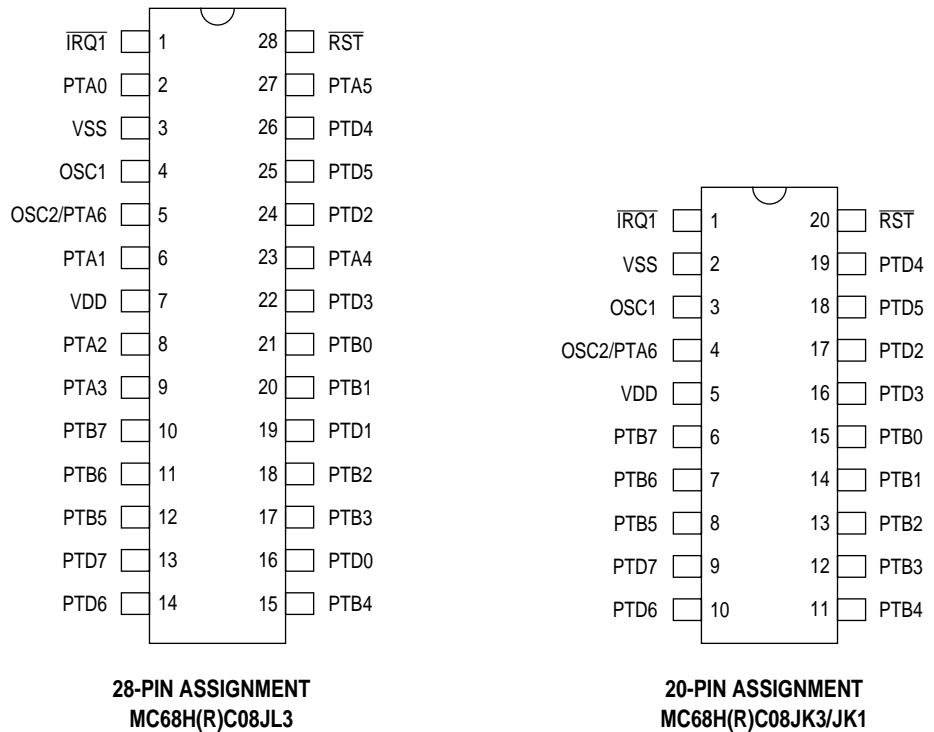 IRQ1 1 28 RST
PTA0 2 27 PTA5
VSS 3 26 PTD4
OSC1 4 25 PTD5
OSC2/PTA6 5 24 PTD2
PTA1 6 23 PTA4
VDD 7 22 PTD3
PTA2 8 21 PTB0
PTA3 9 20 PTB1
PTB7 10 19 PTD1
PTB6 11 18 PTB2
PTB5 12 17 PTB3
PTD7 13 16 PTD0
PTD6 14 15 PTB4
28-PIN ASSIGNMENT
MC68H(R)C08JL3
IRQ1 1 20 RST
VSS 2 19 PTD4
OSC1 3 18 PTD5
OSC2/PTA6 4 17 PTD2
VDD 5 16 PTD3
PTB7 6 15 PTB0
PTB6 7 14 PTB1
PTB5 8 13 PTB2
PTD7 9 12 PTB3
PTD6 10 11 PTB4
20-PIN ASSIGNMENT
MC68H(R)C08JK3/JK1